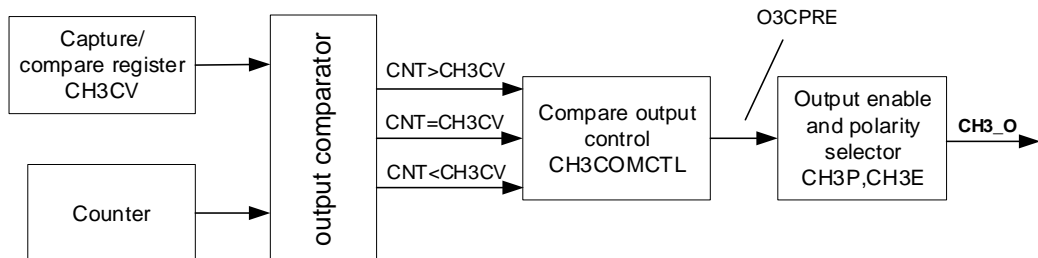 Capture/
compare register
CH3CV
Counter
output comparator
CNT>CH3CV
CNT=CH3CV
CNT<CH3CV
Compare output
control
CH3COMCTL
O3CPRE
Output enable
and polarity
selector
CH3P,CH3E
CH3_O